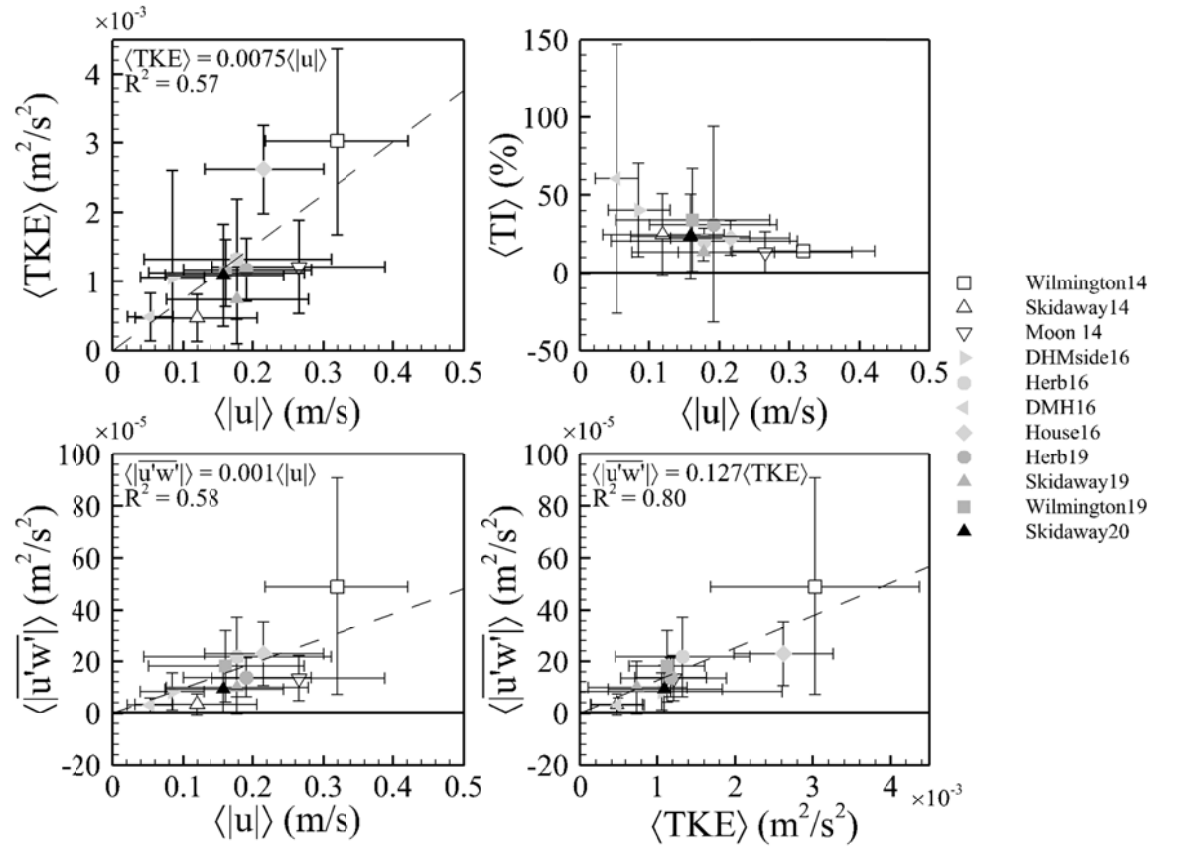 ×10⁻³
⟨TKE⟩ = 0.0075⟨|u|⟩
R² = 0.57
4
3
2
1
0
⟨TKE⟩ (m²/s²)
0 0.1 0.2 0.3 0.4 0.5
⟨|u|⟩ (m/s)
150
100
50
0
-50
⟨TI⟩ (%)
0 0.1 0.2 0.3 0.4 0.5
⟨|u|⟩ (m/s)
Wilmington14
Skidaway14
Moon 14
DHMside16
Herb16
DMH16
House16
Herb19
Skidaway19
Wilmington19
Skidaway20
×10⁻⁵
⟨|u'w'|⟩ = 0.001⟨|u|⟩
R² = 0.58
100
80
60
40
20
0
-20
⟨|u'w'|⟩ (m²/s²)
0 0.1 0.2 0.3 0.4 0.5
⟨|u|⟩ (m/s)
×10⁻⁵
⟨|u'w'|⟩ = 0.127⟨TKE⟩
R² = 0.80
100
80
60
40
20
0
-20
⟨|u'w'|⟩ (m²/s²)
0 1 2 3 4 ×10⁻³
⟨TKE⟩ (m²/s²)